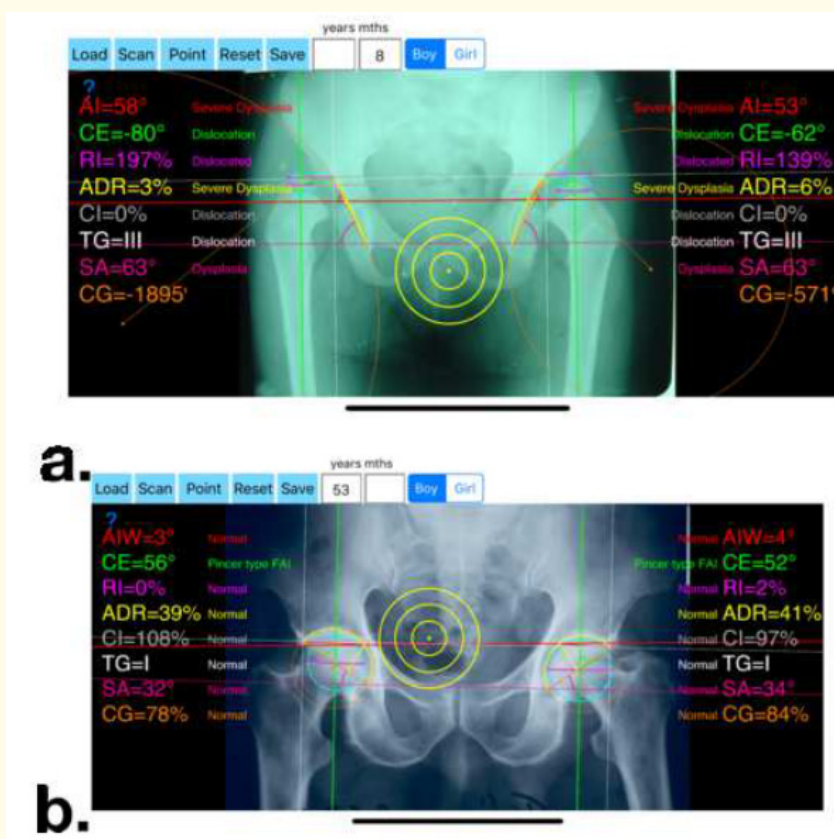 years mths
Load Scan Point Reset Save 8 Boy Girl
?
AI=58° Severe Dysplasia Severe Dysplasia AI=53°
CE=-80° Dislocation Dislocation CE=-62°
RI=197% Dislocated Dislocated RI=139%
ADR=3% Severe Dysplasia Severe Dysplasia ADR=6%
CI=0% Dislocation Dislocation CI=0%
TG=III Dislocation Dislocation TG=III
SA=63° Dysplasia Dysplasia SA=63°
CG=-1895 CG=-571
a.
years mths
Load Scan Point Reset Save 53 Boy Girl
?
AIW=3° Normal Normal AIW=4°
CE=56° Pincer type FAI Pincer type FAI CE=52°
RI=0% Normal Normal RI=2%
ADR=39% Normal Normal ADR=41%
CI=108% Normal Normal CI=97%
TG=I Normal Normal TG=I
SA=32° Normal Normal SA=34°
CG=78% Normal Normal CG=84%
b.